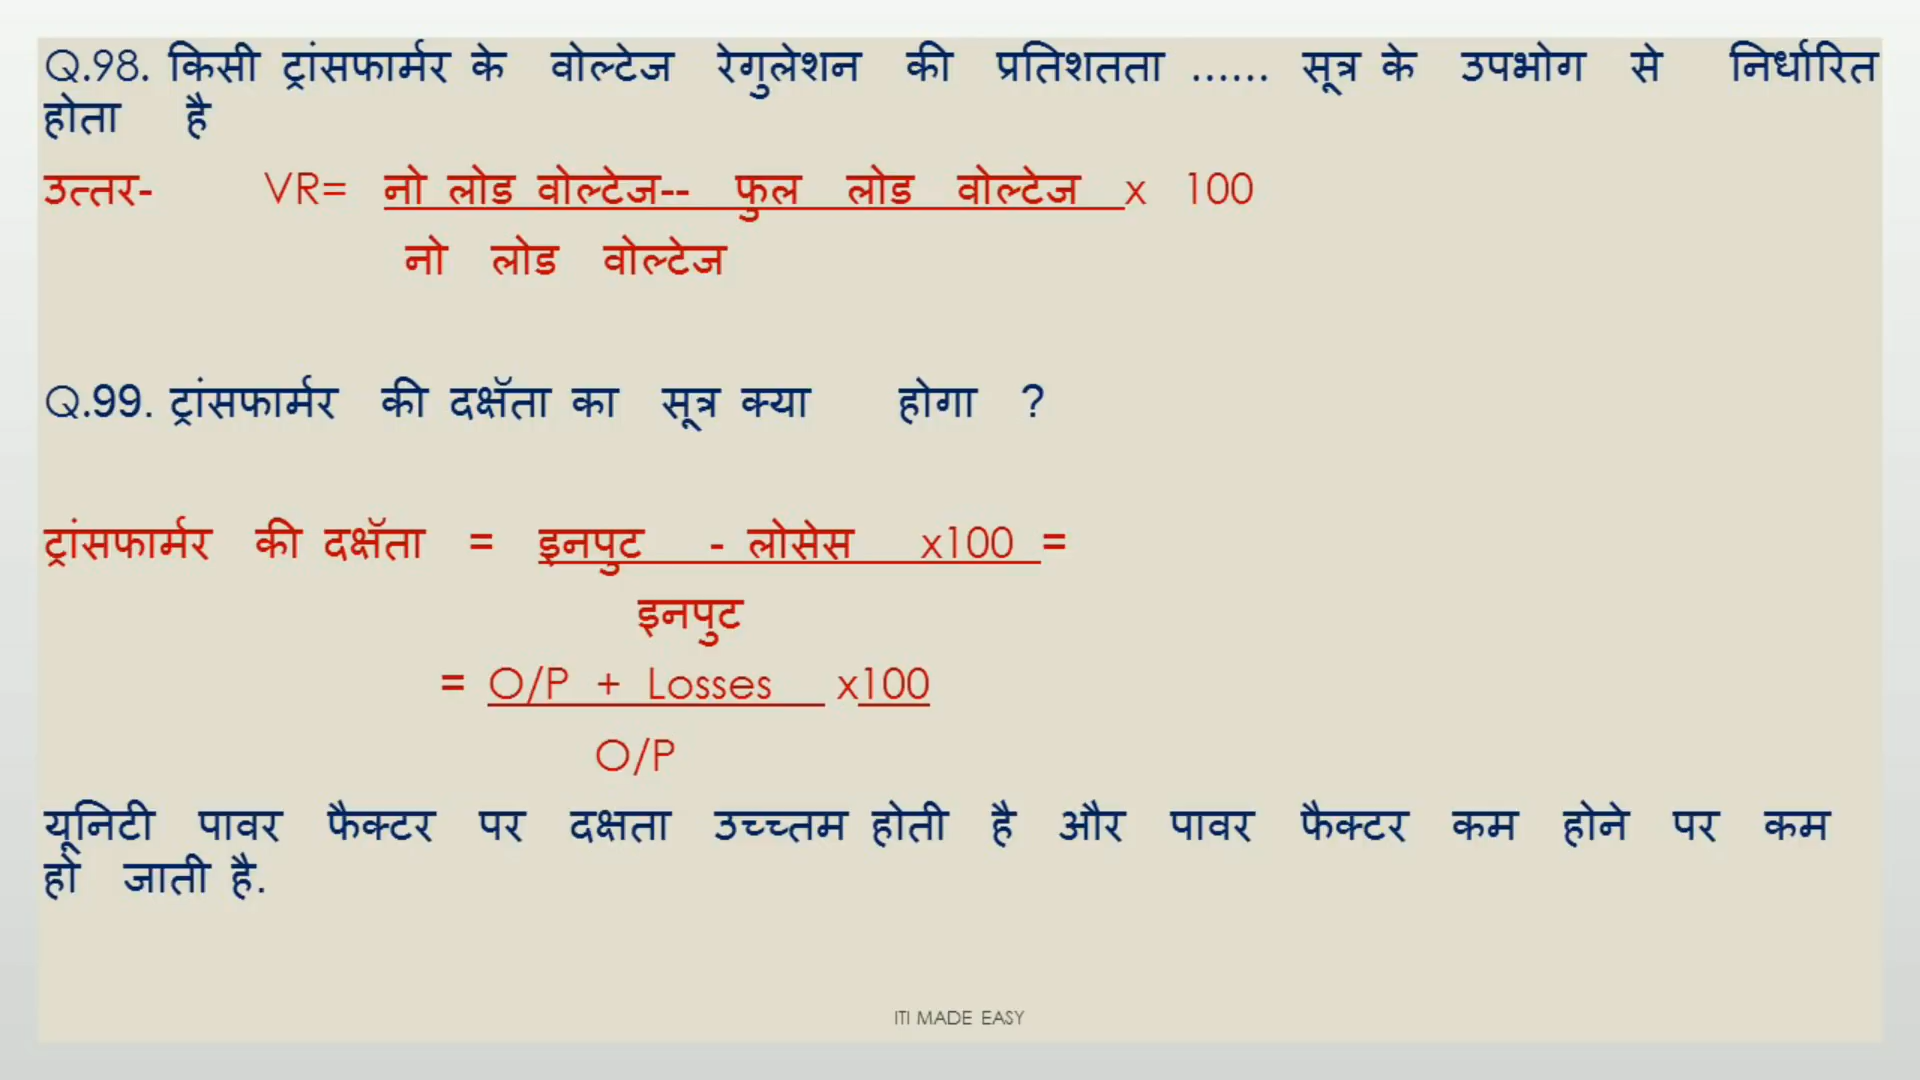 Q.98. किसी ट्रांसफार्मर के वोल्टेज रेगुलेशन की प्रतिशतता ...... सूत्र के उपभोग से निर्धारित
होता है
उत्तर- VR= नो लोड वोल्टेज-- फुल लोड वोल्टेज x 100
नो लोड वोल्टेज
Q.99. ट्रांसफार्मर की दक्षॅता का सूत्र क्या होगा ?
ट्रांसफार्मर की दक्षॅता = इनपुट - लोसेस x100 =
इनपुट
= O/P + Losses x100
O/P
यूनिटी पावर फैक्टर पर दक्षता उच्च्तम होती है और पावर फैक्टर कम होने पर कम
हो जाती है.
ITI MADE EASY